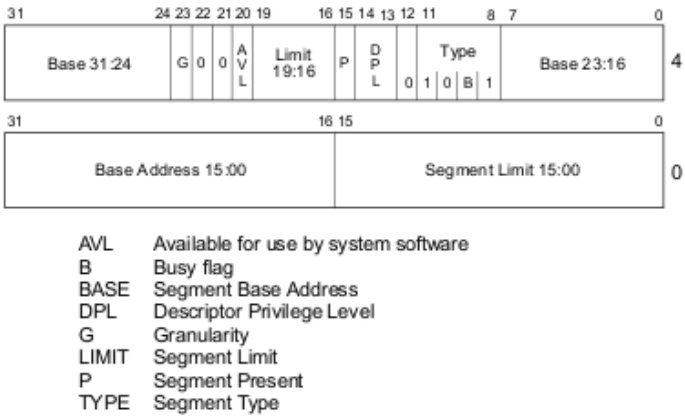 31 24 23 22 21 20 19 16 15 14 13 12 11 8 7 0
Base 31:24 G 0 0 AVL Limit 19:16 P DPL 0 Type 1 0 B 1 Base 23:16 4
31 16 15 0
Base Address 15:00 Segment Limit 15:00 0
AVL Available for use by system software
B Busy flag
BASE Segment Base Address
DPL Descriptor Privilege Level
G Granularity
LIMIT Segment Limit
P Segment Present
TYPE Segment Type